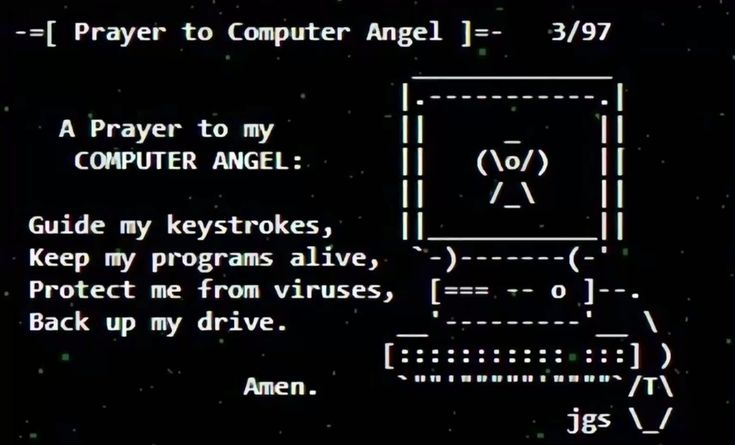 -=[ Prayer to Computer Angel ]=- 3/97
A Prayer to my
COMPUTER ANGEL:
Guide my keystrokes,
Keep my programs alive,
Protect me from viruses,
Back up my drive.
Amen.
jgs